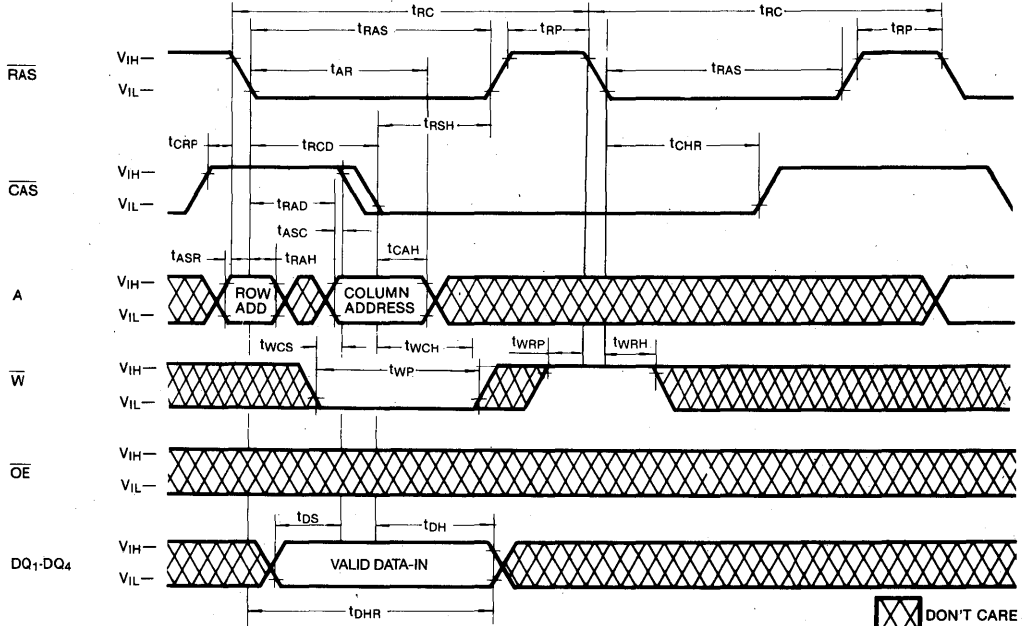 tRC tRC
tRAS tRP tRP
RAS VIH— tAR tRAS
VIL—
tRSH
tCRP tRCD tCHR
CAS VIH—
VIL— tRAD
tASC
tASR tRAH tCAH
A VIH— ROW ADD COLUMN ADDRESS
VIL—
tWCS tWCH tWRP tWRH
W VIH— tWP
VIL—
OE VIH—
VIL—
tDS tDH
DQ1-DQ4 VIH— VALID DATA-IN
VIL—
tDHR
DON'T CARE